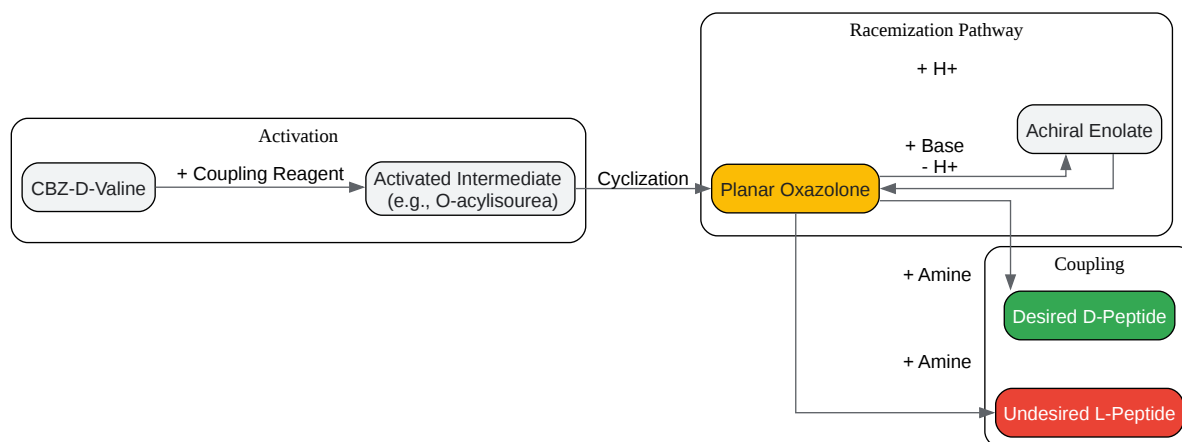 Racemization Pathway
+ H+
Activation
Achiral Enolate
+ Base
- H+
CBZ-D-Valine
+ Coupling Reagent
Activated Intermediate
(e.g., O-acylisourea)
Cyclization
Planar Oxazolone
Coupling
+ Amine
Desired D-Peptide
+ Amine
Undesired L-Peptide